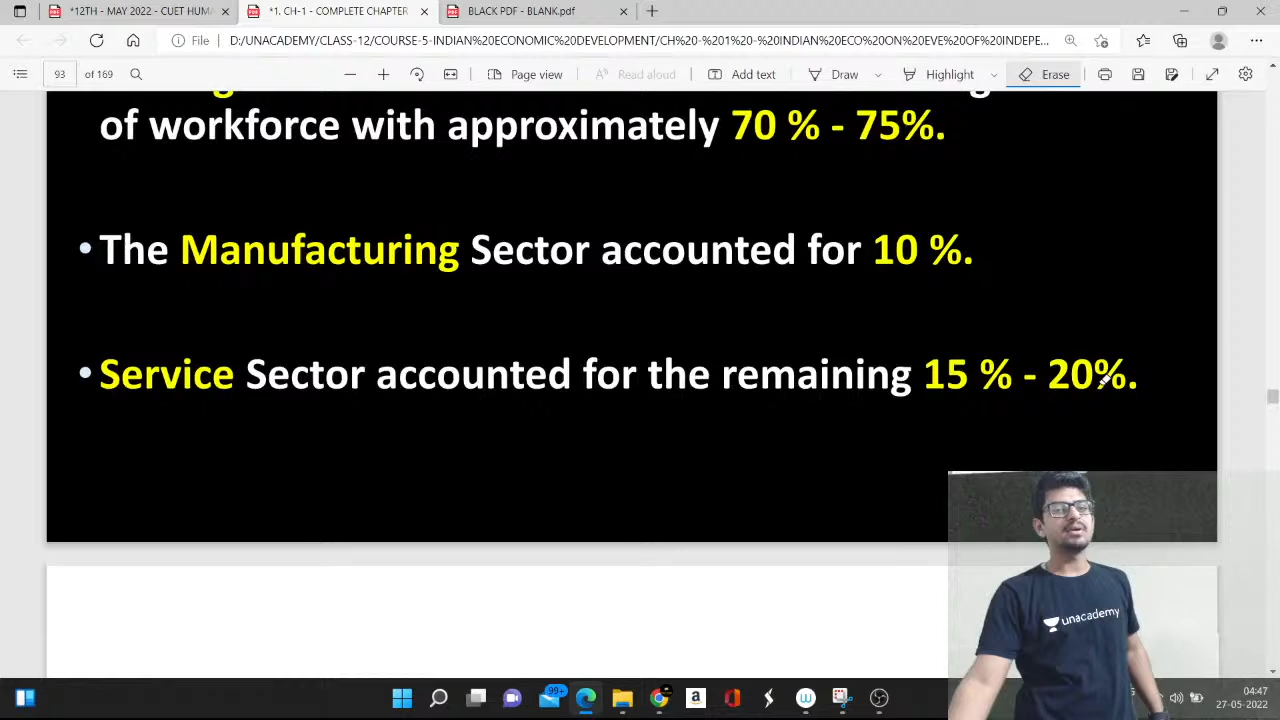 *12TH - MAY 2022 - CUET HUMA
*1. CH-1 - COMPLETE CHAPTER
BLACK PDF - BLANK.pdf
File
D:/UNACADEMY/CLASS-12/COURSE-5-INDIAN%20ECONOMIC%20DEVELOPMENT/CH%20-%201%20-%20INDIAN%20ECO%20ON%20EVE%20OF%20INDEPE...
93 of 169
Page view
Read aloud
Add text
Draw
Highlight
Erase
of workforce with approximately 70 % - 75%.
• The Manufacturing Sector accounted for 10 %.
• Service Sector accounted for the remaining 15 % - 20%.
unacademy
99+
04:47
27-05-2022